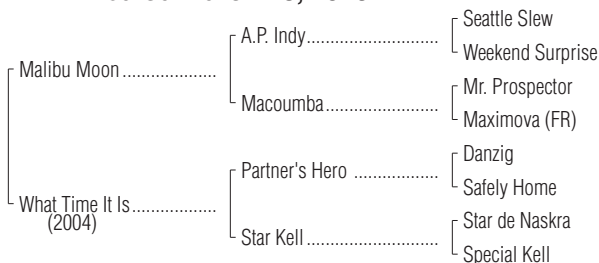 Seattle Slew
A.P. Indy
Weekend Surprise
Malibu Moon
Mr. Prospector
Macoumba
Maximova (FR)
Danzig
Partner's Hero
Safely Home
What Time It Is
(2004)
Star de Naskra
Star Kell
Special Kell